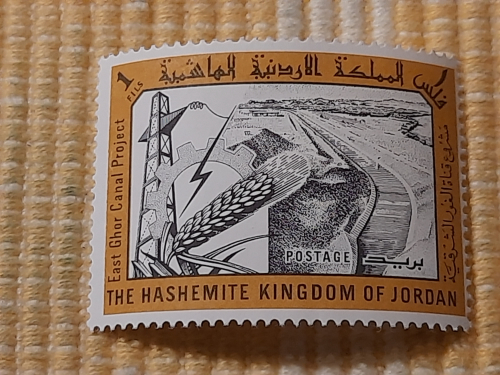 1 FILS
المملكة الاردنية الهاشمية
فلس
East Ghor Canal Project
مشروع قناة الغور الشرقية
POSTAGE
بريد
THE HASHEMITE KINGDOM OF JORDAN